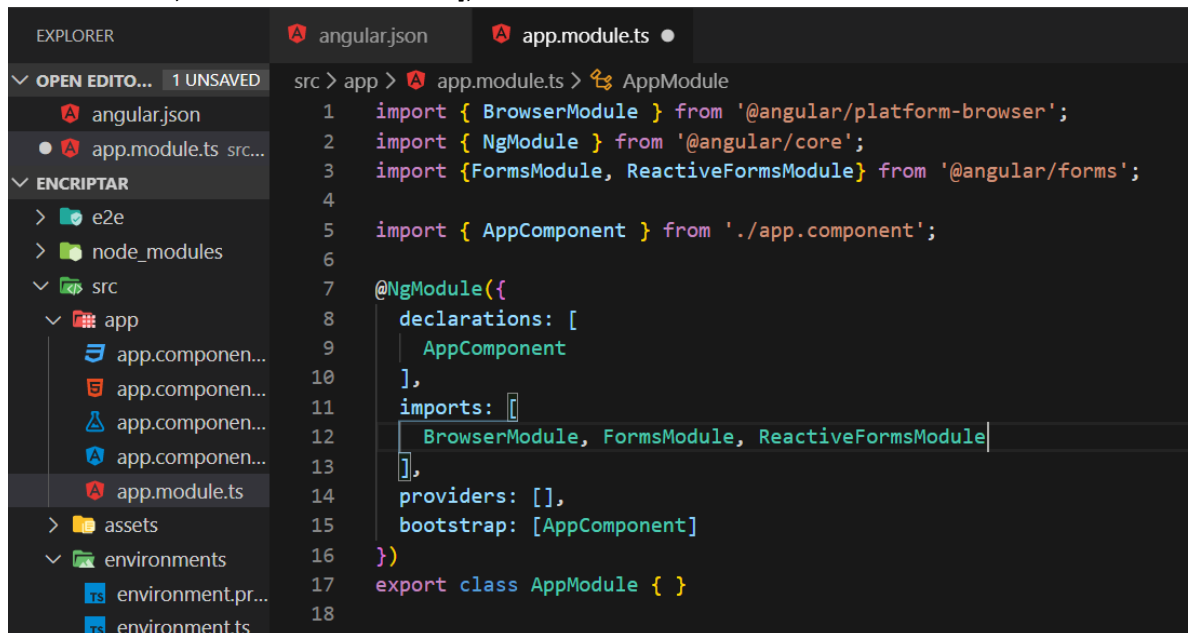 EXPLORER
angular.json
app.module.ts
OPEN EDITO... 1 UNSAVED
angular.json
app.module.ts src...
ENCRIPTAR
e2e
node_modules
src
app
app.componen...
app.componen...
app.componen...
app.componen...
app.module.ts
assets
environments
environment.pr...
environment.ts
src > app > app.module.ts > AppModule
1 import { BrowserModule } from '@angular/platform-browser';
2 import { NgModule } from '@angular/core';
3 import {FormsModule, ReactiveFormsModule} from '@angular/forms';
4
5 import { AppComponent } from './app.component';
6
7 @NgModule({
8 declarations: [
9 AppComponent
10 ],
11 imports: [
12 BrowserModule, FormsModule, ReactiveFormsModule
13 ],
14 providers: [],
15 bootstrap: [AppComponent]
16 })
17 export class AppModule { }
18